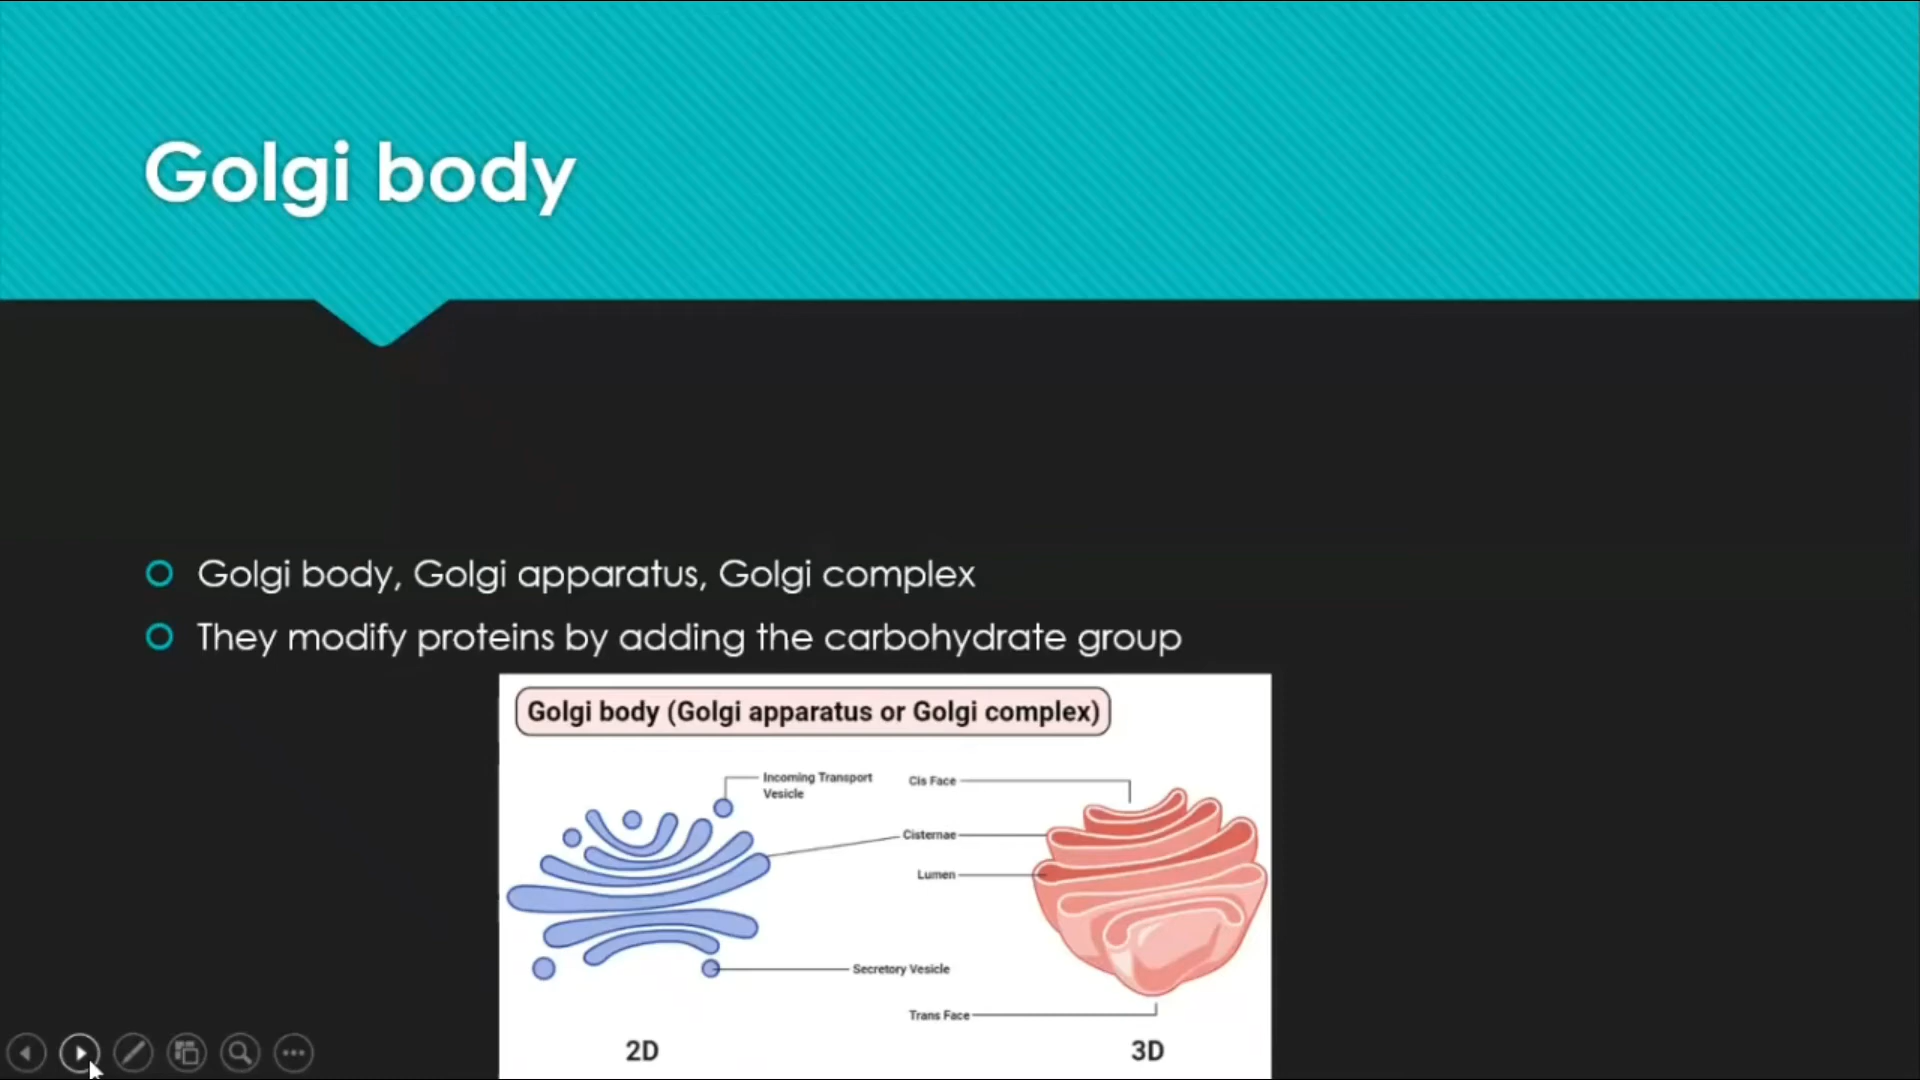 Golgi body
Golgi body, Golgi apparatus, Golgi complex
They modify proteins by adding the carbohydrate group
Golgi body (Golgi apparatus or Golgi complex)
Incoming Transport
Vesicle
Cis Face
Cisternae
Lumen
Secretory Vesicle
Trans Face
2D
3D